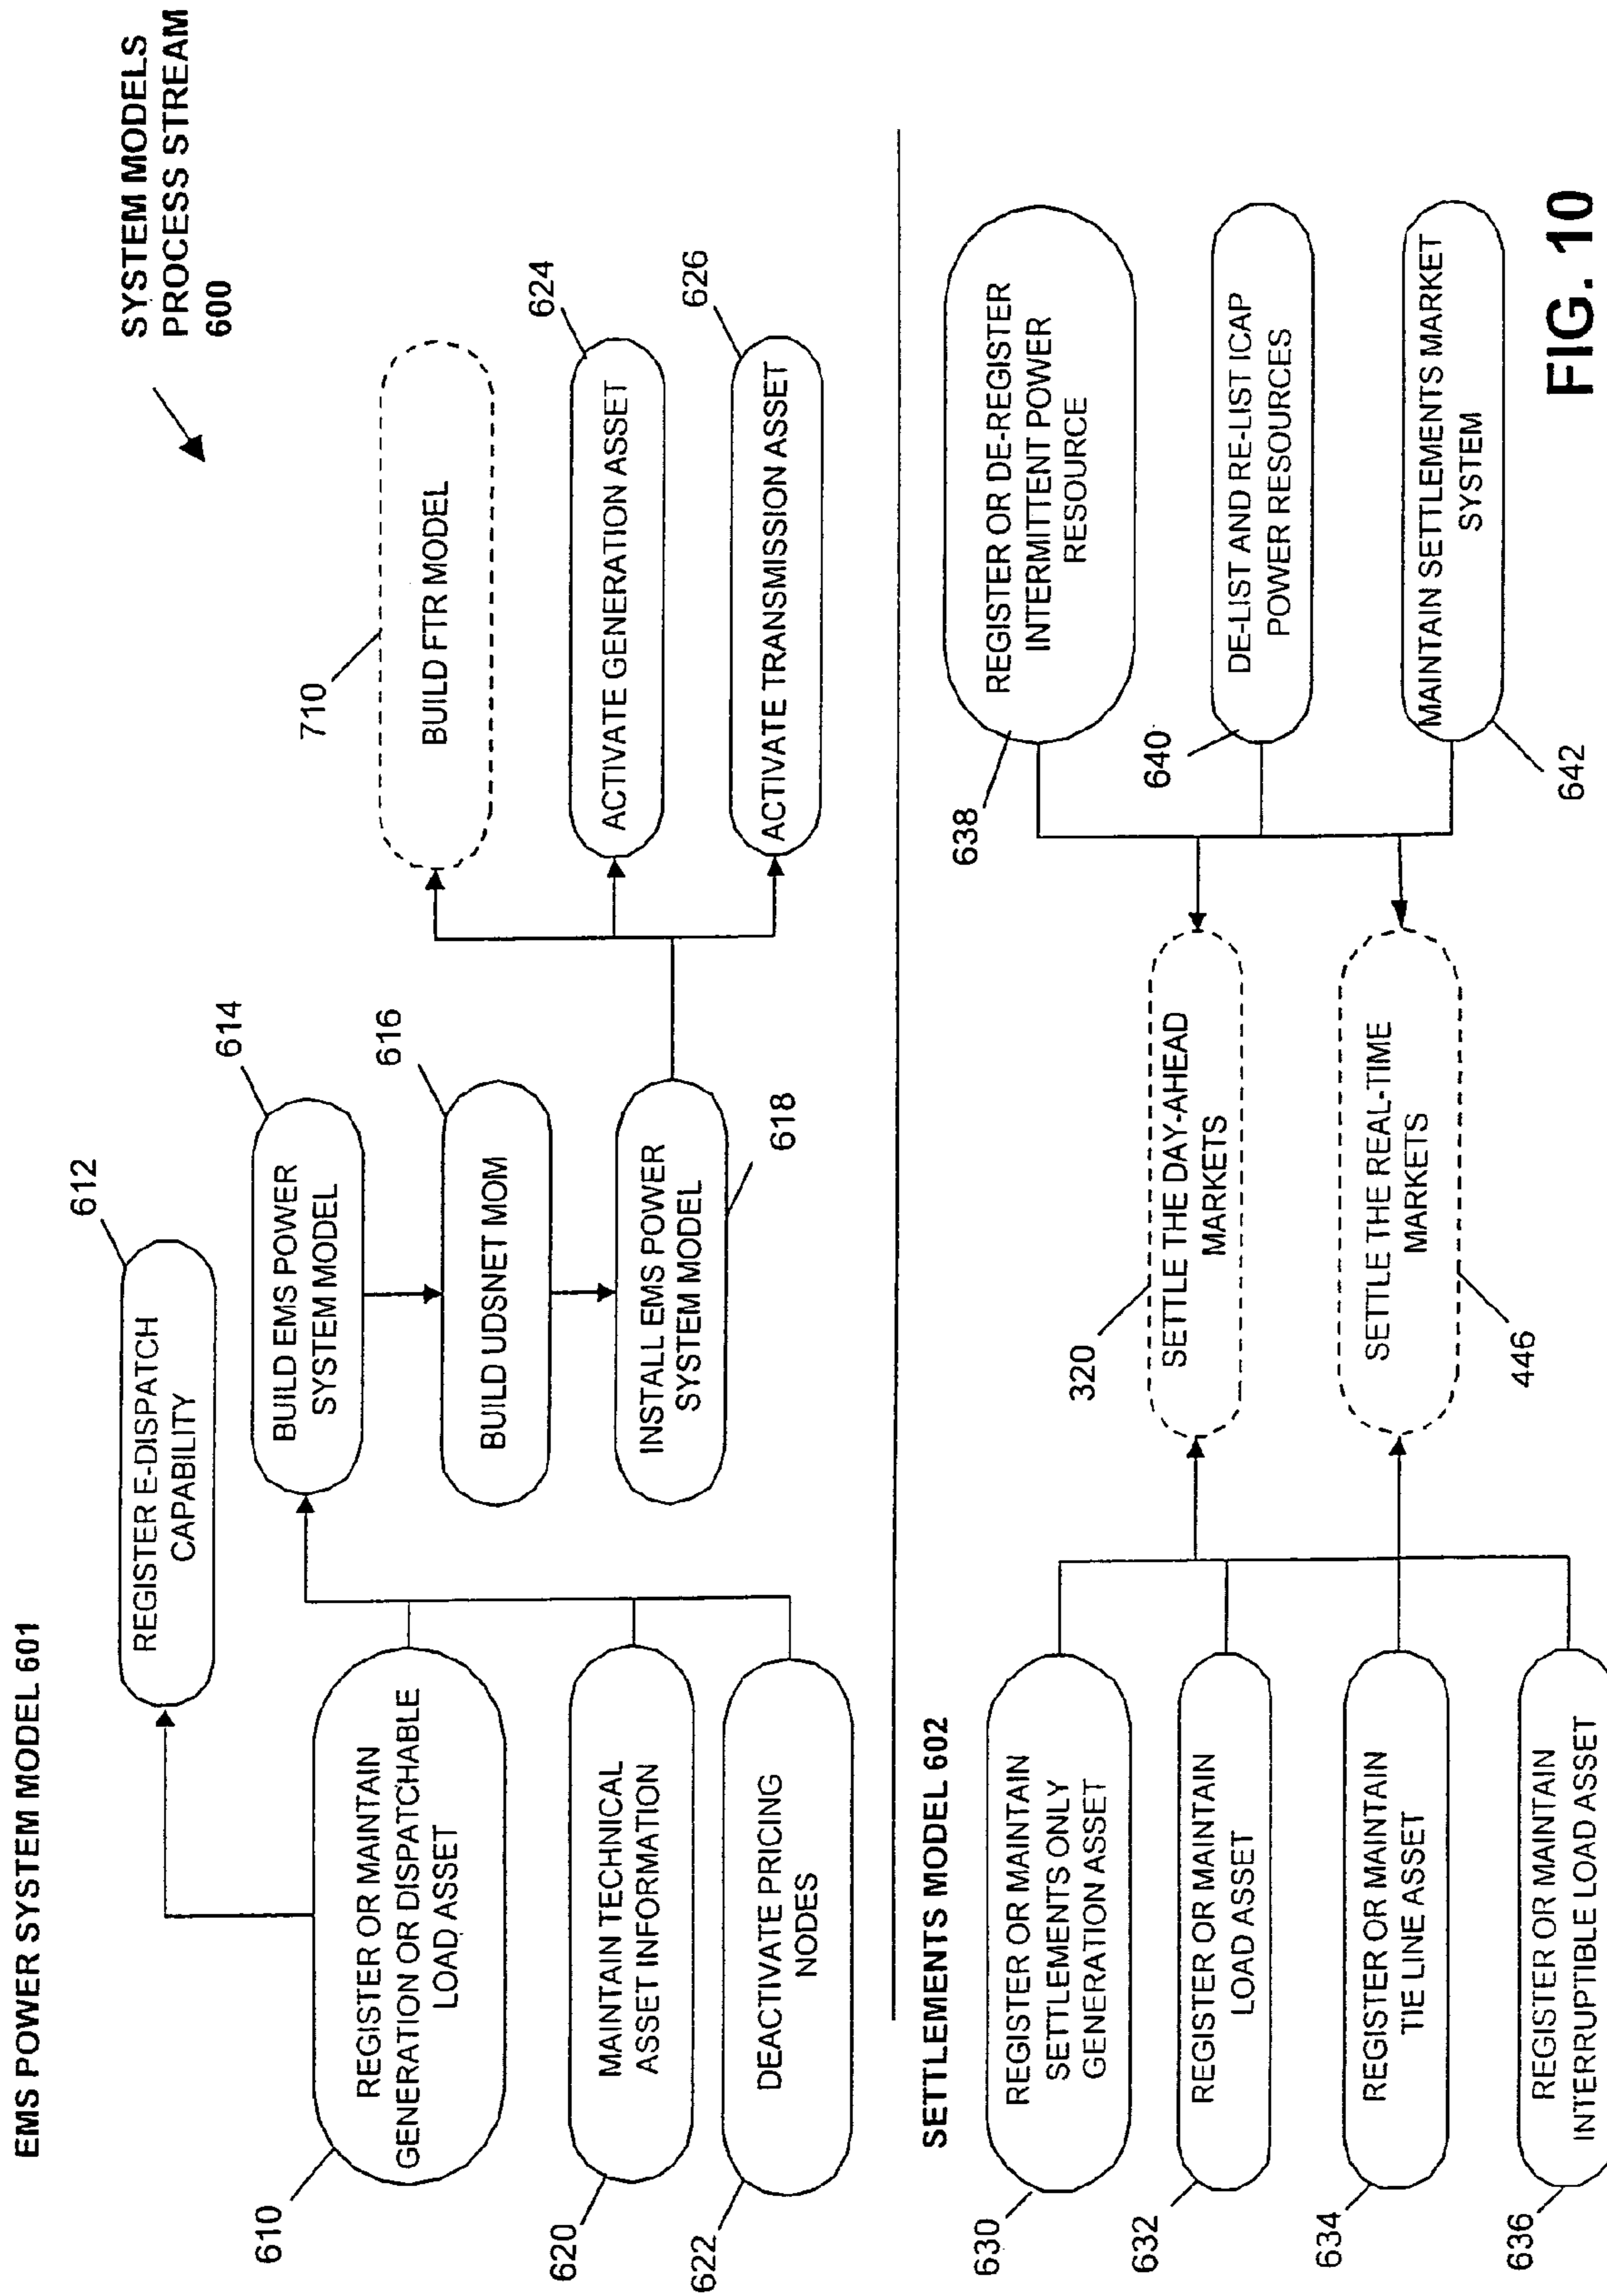 SYSTEM MODELS
PROCESS STREAM
600
EMS POWER SYSTEM MODEL 601
612
REGISTER E-DISPATCH
CAPABILITY
610
REGISTER OR MAINTAIN
GENERATION OR DISPATCHABLE
LOAD ASSET
620
MAINTAIN TECHNICAL
ASSET INFORMATION
622
DEACTIVATE PRICING
NODES
614
BUILD EMS POWER
SYSTEM MODEL
616
BUILD UDSNET MOM
618
INSTALL EMS POWER
SYSTEM MODEL
710
BUILD FTR MODEL
624
ACTIVATE GENERATION ASSET
626
ACTIVATE TRANSMISSION ASSET
SETTLEMENTS MODEL 602
630
REGISTER OR MAINTAIN
SETTLEMENTS ONLY
GENERATION ASSET
632
REGISTER OR MAINTAIN
LOAD ASSET
634
REGISTER OR MAINTAIN
TIE LINE ASSET
636
REGISTER OR MAINTAIN
INTERRUPTIBLE LOAD ASSET
320
SETTLE THE DAY-AHEAD
MARKETS
446
SETTLE THE REAL-TIME
MARKETS
638
REGISTER OR DE-REGISTER
INTERMITTENT POWER
RESOURCE
640
DE-LIST AND RE-LIST ICAP
POWER RESOURCES
642
MAINTAIN SETTLEMENTS MARKET
SYSTEM
FIG. 10